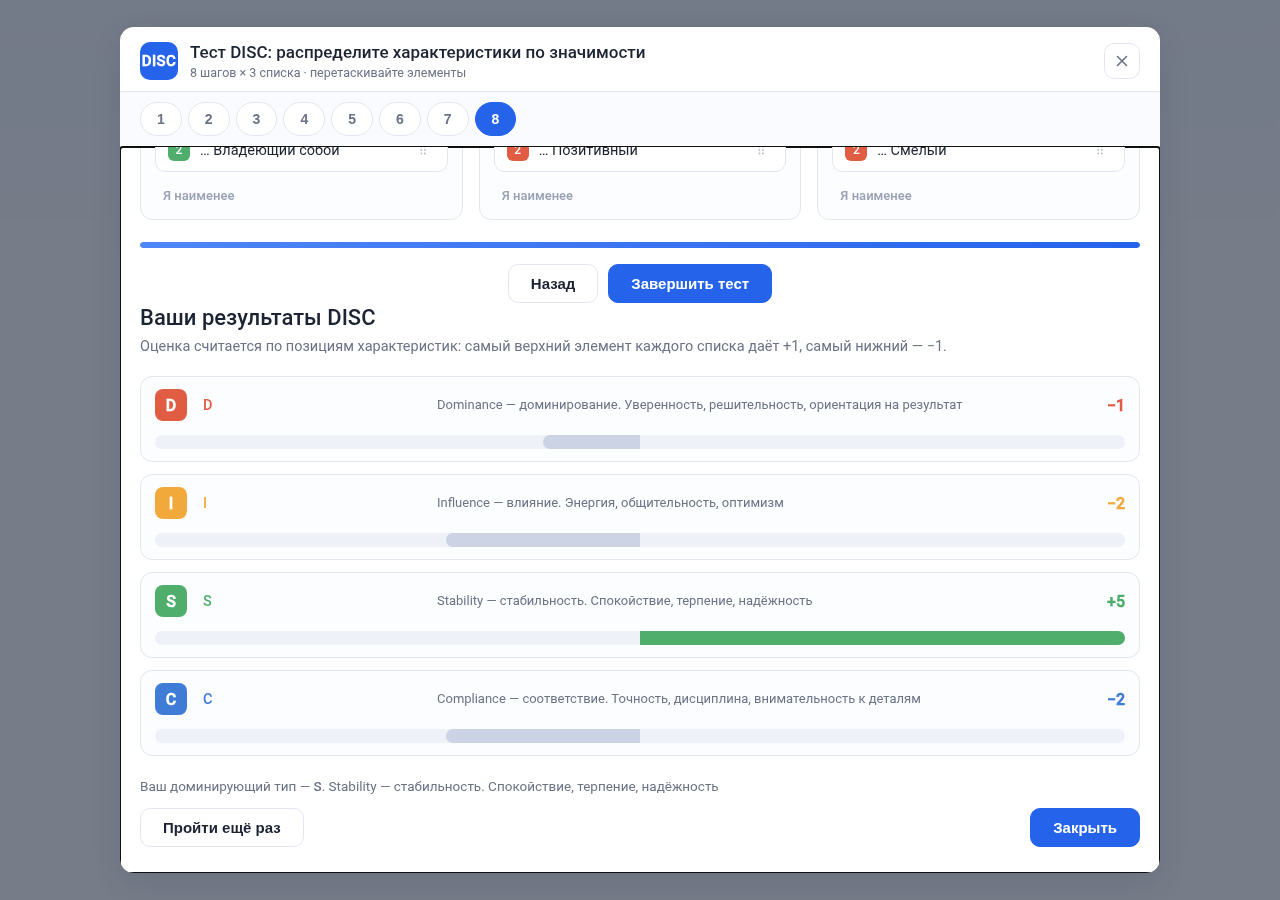 DISC
Тест DISC: распределите характеристики по значимости
8 шагов × 3 списка · перетаскивайте элементы
1 2 3 4 5 6 7 8
2 ... Владеющий собой
2 ... Позитивный
2 ... Смелый
Я наименее
Я наименее
Я наименее
Назад
Завершить тест
Ваши результаты DISC
Оценка считается по позициям характеристик: самый верхний элемент каждого списка даёт +1, самый нижний — −1.
D D Dominance — доминирование. Уверенность, решительность, ориентация на результат −1
I I Influence — влияние. Энергия, общительность, оптимизм −2
S S Stability — стабильность. Спокойствие, терпение, надёжность +5
C C Compliance — соответствие. Точность, дисциплина, внимательность к деталям −2
Ваш доминирующий тип — S. Stability — стабильность. Спокойствие, терпение, надёжность
Пройти ещё раз
Закрыть